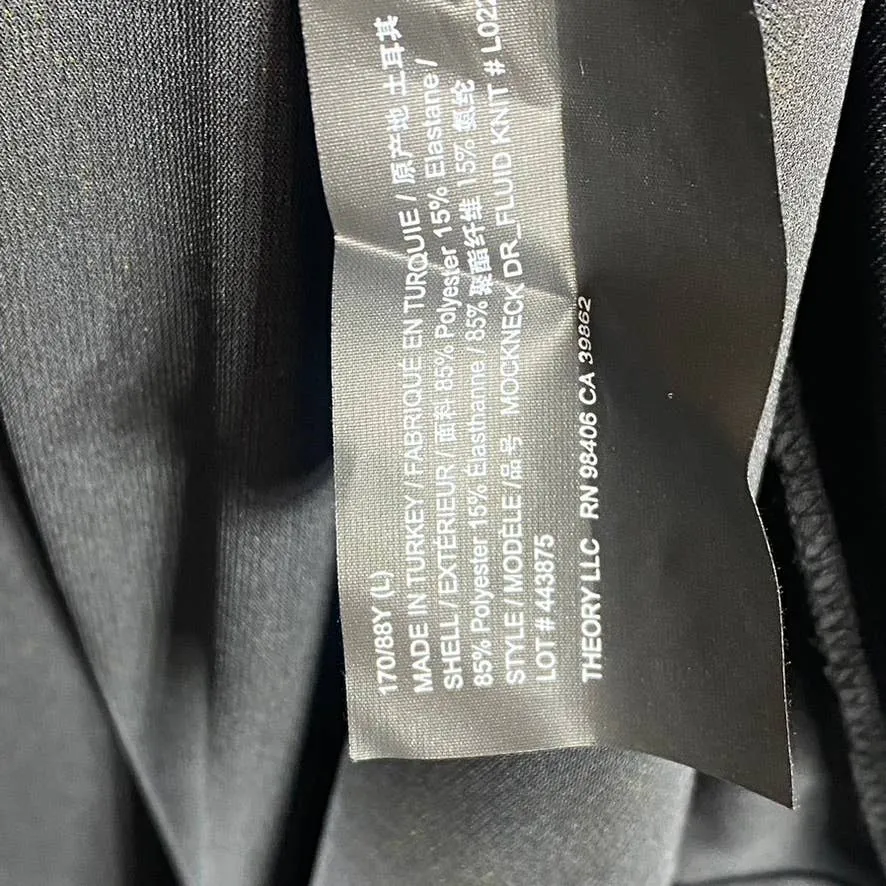 170/88Y (L)
MADE IN TURKEY / FABRIQUÉ EN TURQUIE / 原产地 土耳其
SHELL / EXTÉRIEUR / 面料 85% Polyester 15% Elastane /
85% Polyester 15% Elasthanne / 85% 聚酯纤维 15% 氨纶
STYLE / MODÈLE / 品号 MOCKNECK DR_FLUID KNIT # L022
LOT # 443875
THEORY LLC RN 98406 CA 39862